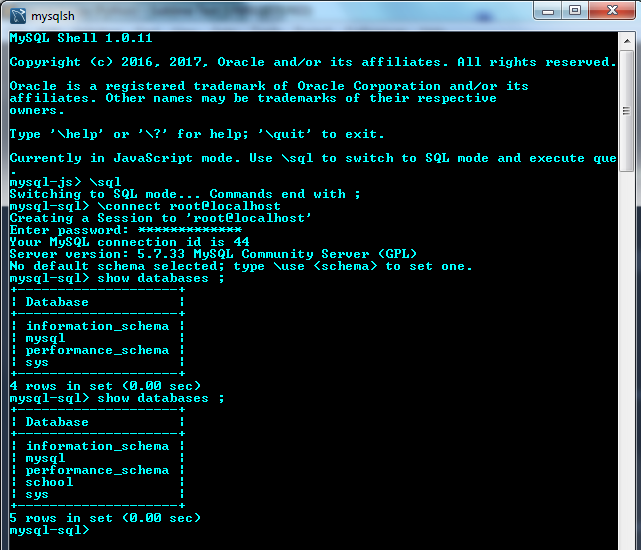 mysqlsh
MySQL Shell 1.0.11
Copyright (c) 2016, 2017, Oracle and/or its affiliates. All rights reserved.
Oracle is a registered trademark of Oracle Corporation and/or its
affiliates. Other names may be trademarks of their respective
owners.
Type '\help' or '\?' for help; '\quit' to exit.
Currently in JavaScript mode. Use \sql to switch to SQL mode and execute que
.
mysql-js> \sql
Switching to SQL mode... Commands end with ;
mysql-sql> \connect root@localhost
Creating a Session to 'root@localhost'
Enter password: *************
Your MySQL connection id is 44
Server version: 5.7.33 MySQL Community Server (GPL)
No default schema selected; type \use <schema> to set one.
mysql-sql> show databases ;
+--------------------+
| Database           |
+--------------------+
| information_schema |
| mysql              |
| performance_schema |
| sys                |
+--------------------+
4 rows in set (0.00 sec)
mysql-sql> show databases ;
+--------------------+
| Database           |
+--------------------+
| information_schema |
| mysql              |
| performance_schema |
| school             |
| sys                |
+--------------------+
5 rows in set (0.00 sec)
mysql-sql>